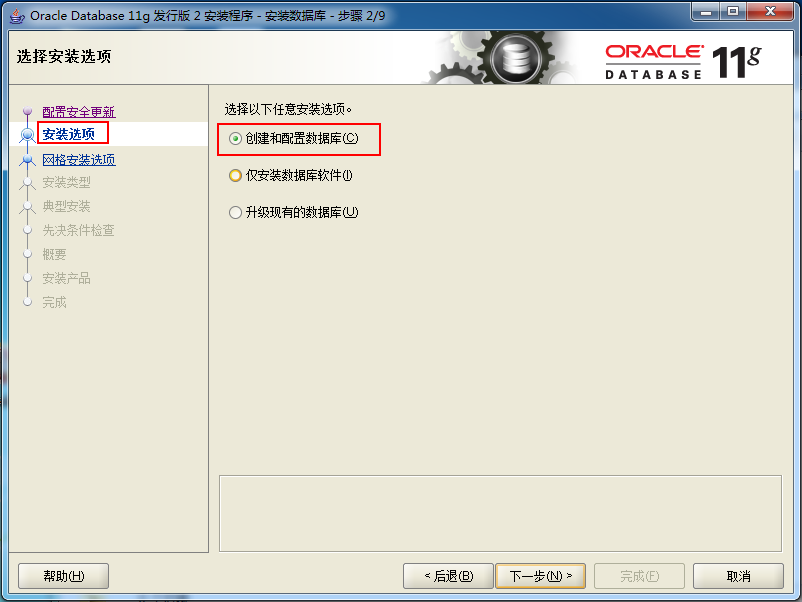 Oracle Database 11g 发行版 2 安装程序 - 安装数据库 - 步骤 2/9
选择安装选项
ORACLE 11g
DATABASE
配置安全更新
安装选项
网格安装选项
安装类型
典型安装
先决条件检查
概要
安装产品
完成
选择以下任意安装选项。
创建和配置数据库(C)
仅安装数据库软件(I)
升级现有的数据库(U)
帮助(H)
< 后退(B)
下一步(N) >
完成(F)
取消